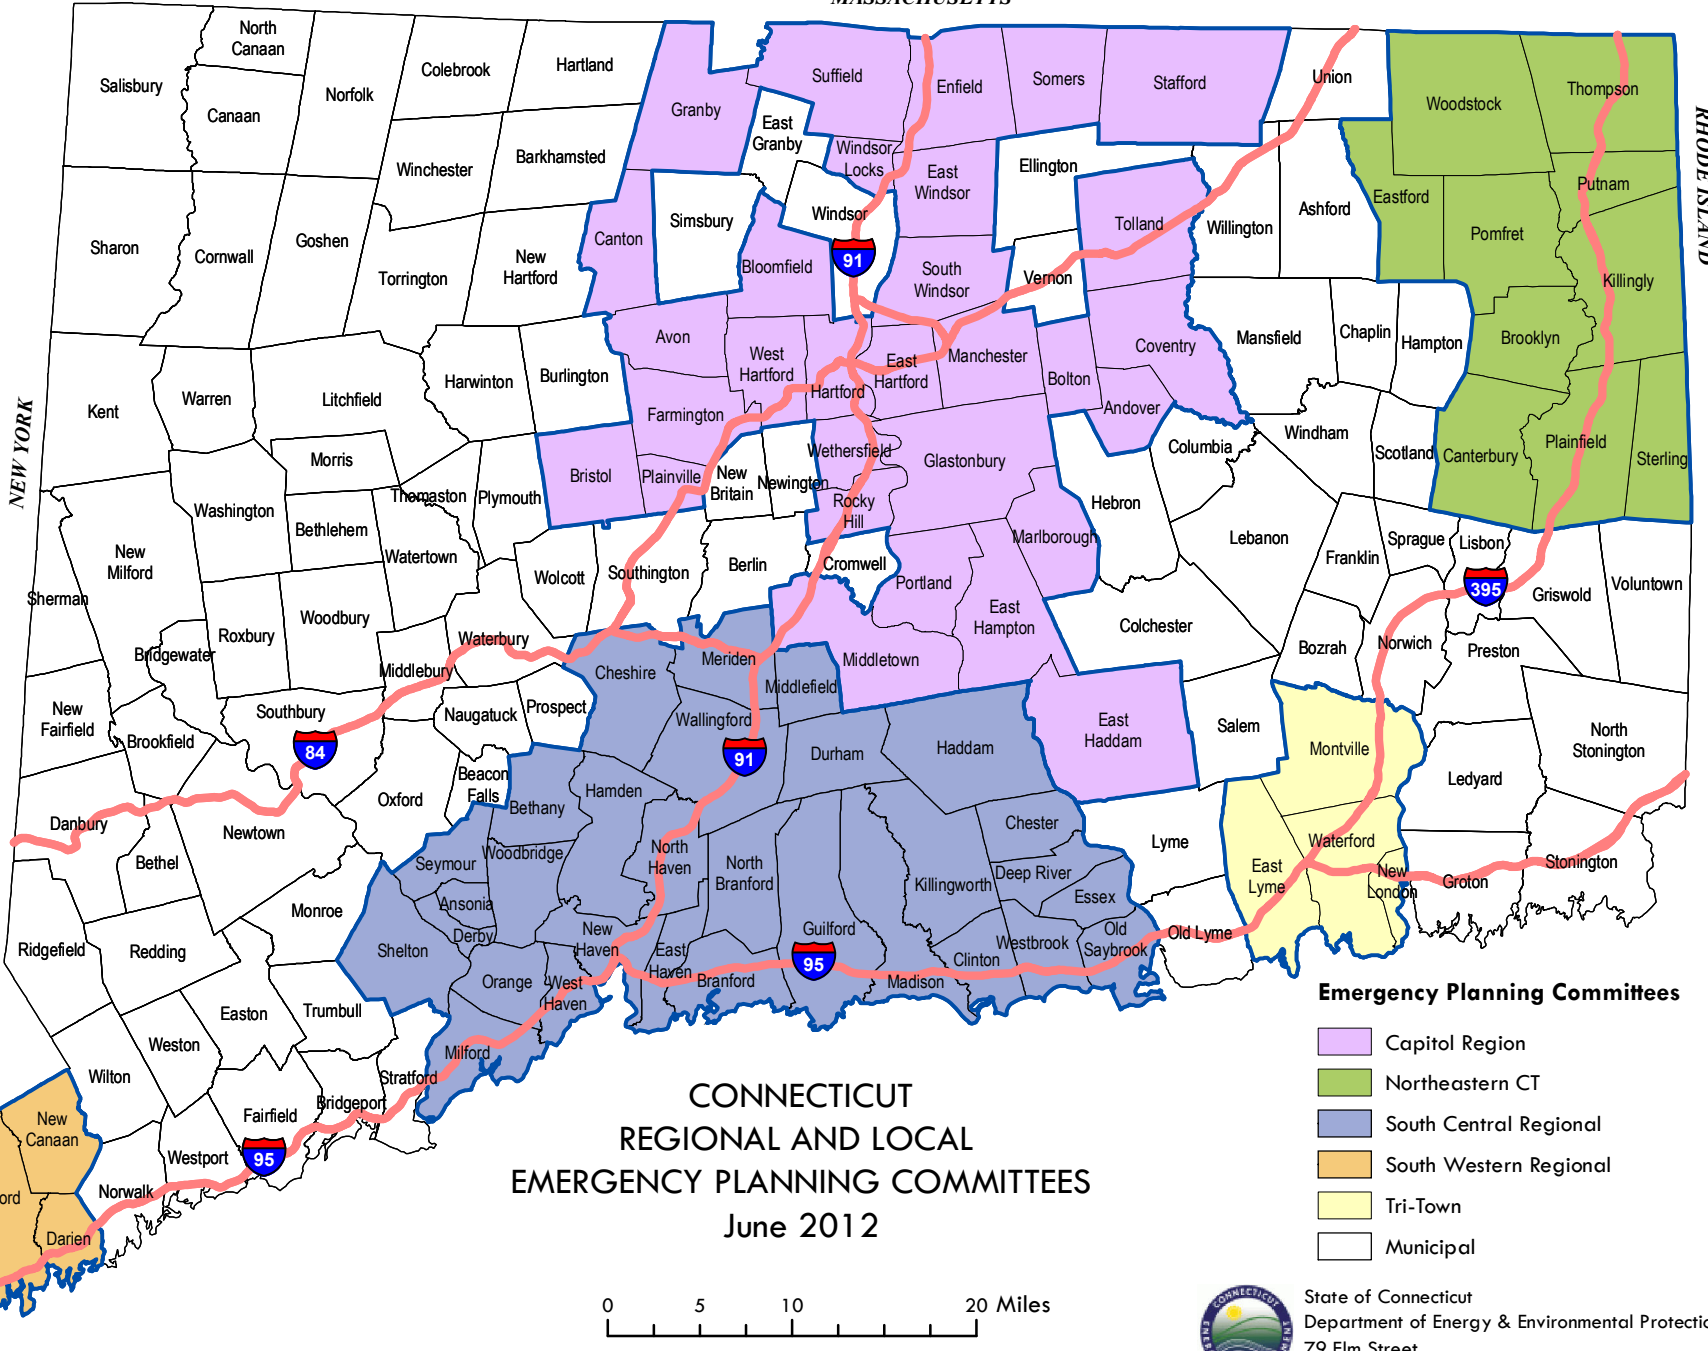 MASSACHUSETTS
NEW YORK
RHODE ISLAND
North
Canaan
Salisbury
Canaan
Norfolk
Colebrook
Hartland
Granby
Suffield
Enfield
Somers
Stafford
Union
Woodstock
Thompson
East
Granby
Windsor
Locks
East
Windsor
Ellington
Winchester
Barkhamsted
Simsbury
Windsor
Tolland
Willington
Ashford
Eastford
Putnam
Pomfret
Killingly
Sharon
Cornwall
Goshen
Torrington
New
Hartford
Canton
Bloomfield
91
South
Windsor
Vernon
Avon
West
Hartford
Hartford
East
Hartford
Manchester
Bolton
Coventry
Andover
Mansfield
Chaplin
Hampton
Brooklyn
Kent
Warren
Litchfield
Harwinton
Burlington
Farmington
Wethersfield
Glastonbury
Columbia
Windham
Scotland
Canterbury
Plainfield
Sterling
Morris
Washington
Bethlehem
Thomaston
Plymouth
Bristol
Plainville
New
Britain
Newington
Rocky
Hill
Marlborough
Hebron
Lebanon
Franklin
Sprague
Lisbon
395
Griswold
Voluntown
New
Milford
Sherman
Watertown
Wolcott
Southington
Berlin
Cromwell
Portland
East
Hampton
Colchester
Bozrah
Norwich
Preston
Roxbury
Woodbury
Bridgewater
Middlebury
Waterbury
Cheshire
Meriden
Middlefield
Middletown
New
Fairfield
Brookfield
Southbury
84
Naugatuck
Prospect
Wallingford
91
Durham
Haddam
East
Haddam
Salem
Montville
Ledyard
North
Stonington
Danbury
Bethel
Newtown
Oxford
Beacon
Falls
Bethany
Hamden
Seymour
Woodbridge
North
Haven
North
Branford
Killingworth
Chester
Deep River
Essex
Lyme
East
Lyme
Waterford
New
London
Groton
Stonington
Ridgefield
Redding
Monroe
Shelton
Ansonia
Derby
Orange
New
Haven
West
Haven
East
Haven
Branford
Guilford
95
Madison
Clinton
Westbrook
Old
Saybrook
Old Lyme
Easton
Trumbull
Weston
Wilton
Milford
Stratford
Bridgeport
Fairfield
95
Westport
Norwalk
New
Canaan
ord
Darien
CONNECTICUT
REGIONAL AND LOCAL
EMERGENCY PLANNING COMMITTEES
June 2012
0 5 10 20 Miles
Emergency Planning Committees
Capitol Region
Northeastern CT
South Central Regional
South Western Regional
Tri-Town
Municipal
CONNECTICUT
State of Connecticut
Department of Energy & Environmental Protectio
79 Elm Street